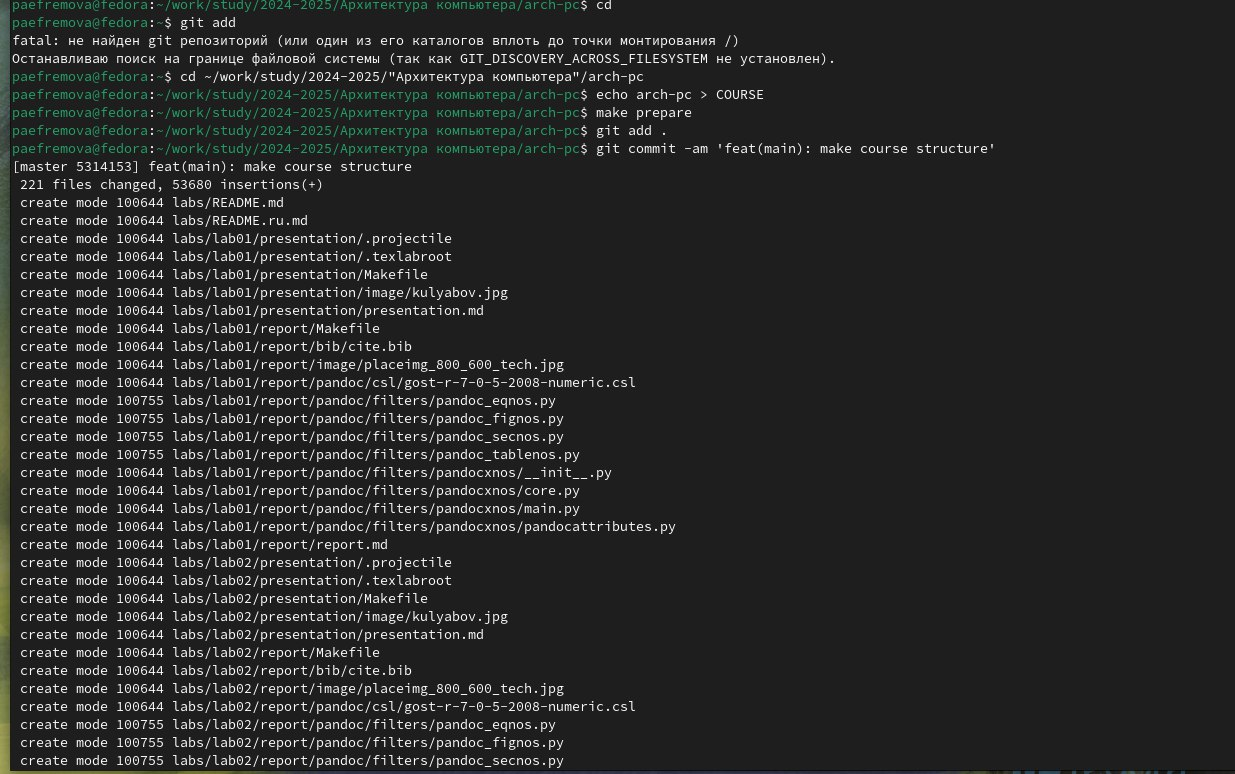 paefremova@fedora:~/work/study/2024-2025/Архитектура компьютера/arch-pc$ cd
paefremova@fedora:~$ git add
fatal: не найден git репозиторий (или один из его каталогов вплоть до точки монтирования /)
Останавливаю поиск на границе файловой системы (так как GIT_DISCOVERY_ACROSS_FILESYSTEM не установлен).
paefremova@fedora:~$ cd ~/work/study/2024-2025/"Архитектура компьютера"/arch-pc
paefremova@fedora:~/work/study/2024-2025/Архитектура компьютера/arch-pc$ echo arch-pc > COURSE
paefremova@fedora:~/work/study/2024-2025/Архитектура компьютера/arch-pc$ make prepare
paefremova@fedora:~/work/study/2024-2025/Архитектура компьютера/arch-pc$ git add .
paefremova@fedora:~/work/study/2024-2025/Архитектура компьютера/arch-pc$ git commit -am 'feat(main): make course structure'
[master 5314153] feat(main): make course structure
 221 files changed, 53680 insertions(+)
 create mode 100644 labs/README.md
 create mode 100644 labs/README.ru.md
 create mode 100644 labs/lab01/presentation/.projectile
 create mode 100644 labs/lab01/presentation/.texlabroot
 create mode 100644 labs/lab01/presentation/Makefile
 create mode 100644 labs/lab01/presentation/image/kulyabov.jpg
 create mode 100644 labs/lab01/presentation/presentation.md
 create mode 100644 labs/lab01/report/Makefile
 create mode 100644 labs/lab01/report/bib/cite.bib
 create mode 100644 labs/lab01/report/image/placeimg_800_600_tech.jpg
 create mode 100644 labs/lab01/report/pandoc/csl/gost-r-7-0-5-2008-numeric.csl
 create mode 100755 labs/lab01/report/pandoc/filters/pandoc_eqnos.py
 create mode 100755 labs/lab01/report/pandoc/filters/pandoc_fignos.py
 create mode 100755 labs/lab01/report/pandoc/filters/pandoc_secnos.py
 create mode 100755 labs/lab01/report/pandoc/filters/pandoc_tablenos.py
 create mode 100644 labs/lab01/report/pandoc/filters/pandocxnos/__init__.py
 create mode 100644 labs/lab01/report/pandoc/filters/pandocxnos/core.py
 create mode 100644 labs/lab01/report/pandoc/filters/pandocxnos/main.py
 create mode 100644 labs/lab01/report/pandoc/filters/pandocxnos/pandocattributes.py
 create mode 100644 labs/lab01/report/report.md
 create mode 100644 labs/lab02/presentation/.projectile
 create mode 100644 labs/lab02/presentation/.texlabroot
 create mode 100644 labs/lab02/presentation/Makefile
 create mode 100644 labs/lab02/presentation/image/kulyabov.jpg
 create mode 100644 labs/lab02/presentation/presentation.md
 create mode 100644 labs/lab02/report/Makefile
 create mode 100644 labs/lab02/report/bib/cite.bib
 create mode 100644 labs/lab02/report/image/placeimg_800_600_tech.jpg
 create mode 100644 labs/lab02/report/pandoc/csl/gost-r-7-0-5-2008-numeric.csl
 create mode 100755 labs/lab02/report/pandoc/filters/pandoc_eqnos.py
 create mode 100755 labs/lab02/report/pandoc/filters/pandoc_fignos.py
 create mode 100755 labs/lab02/report/pandoc/filters/pandoc_secnos.py